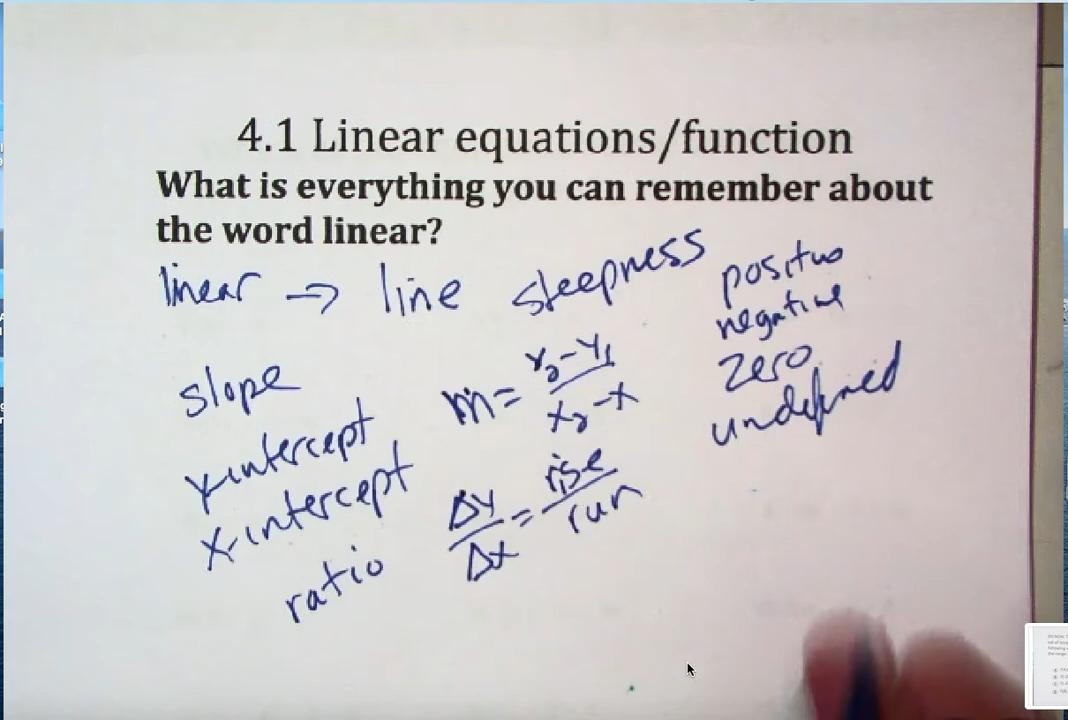 4.1 Linear equations/function
What is everything you can remember about
the word linear?
linear → line
steepness
positive
negative
zero
undefined
slope
m = y₂-y₁ / x₂-x
y-intercept
x-intercept
ratio
Δy/Δx = rise/run